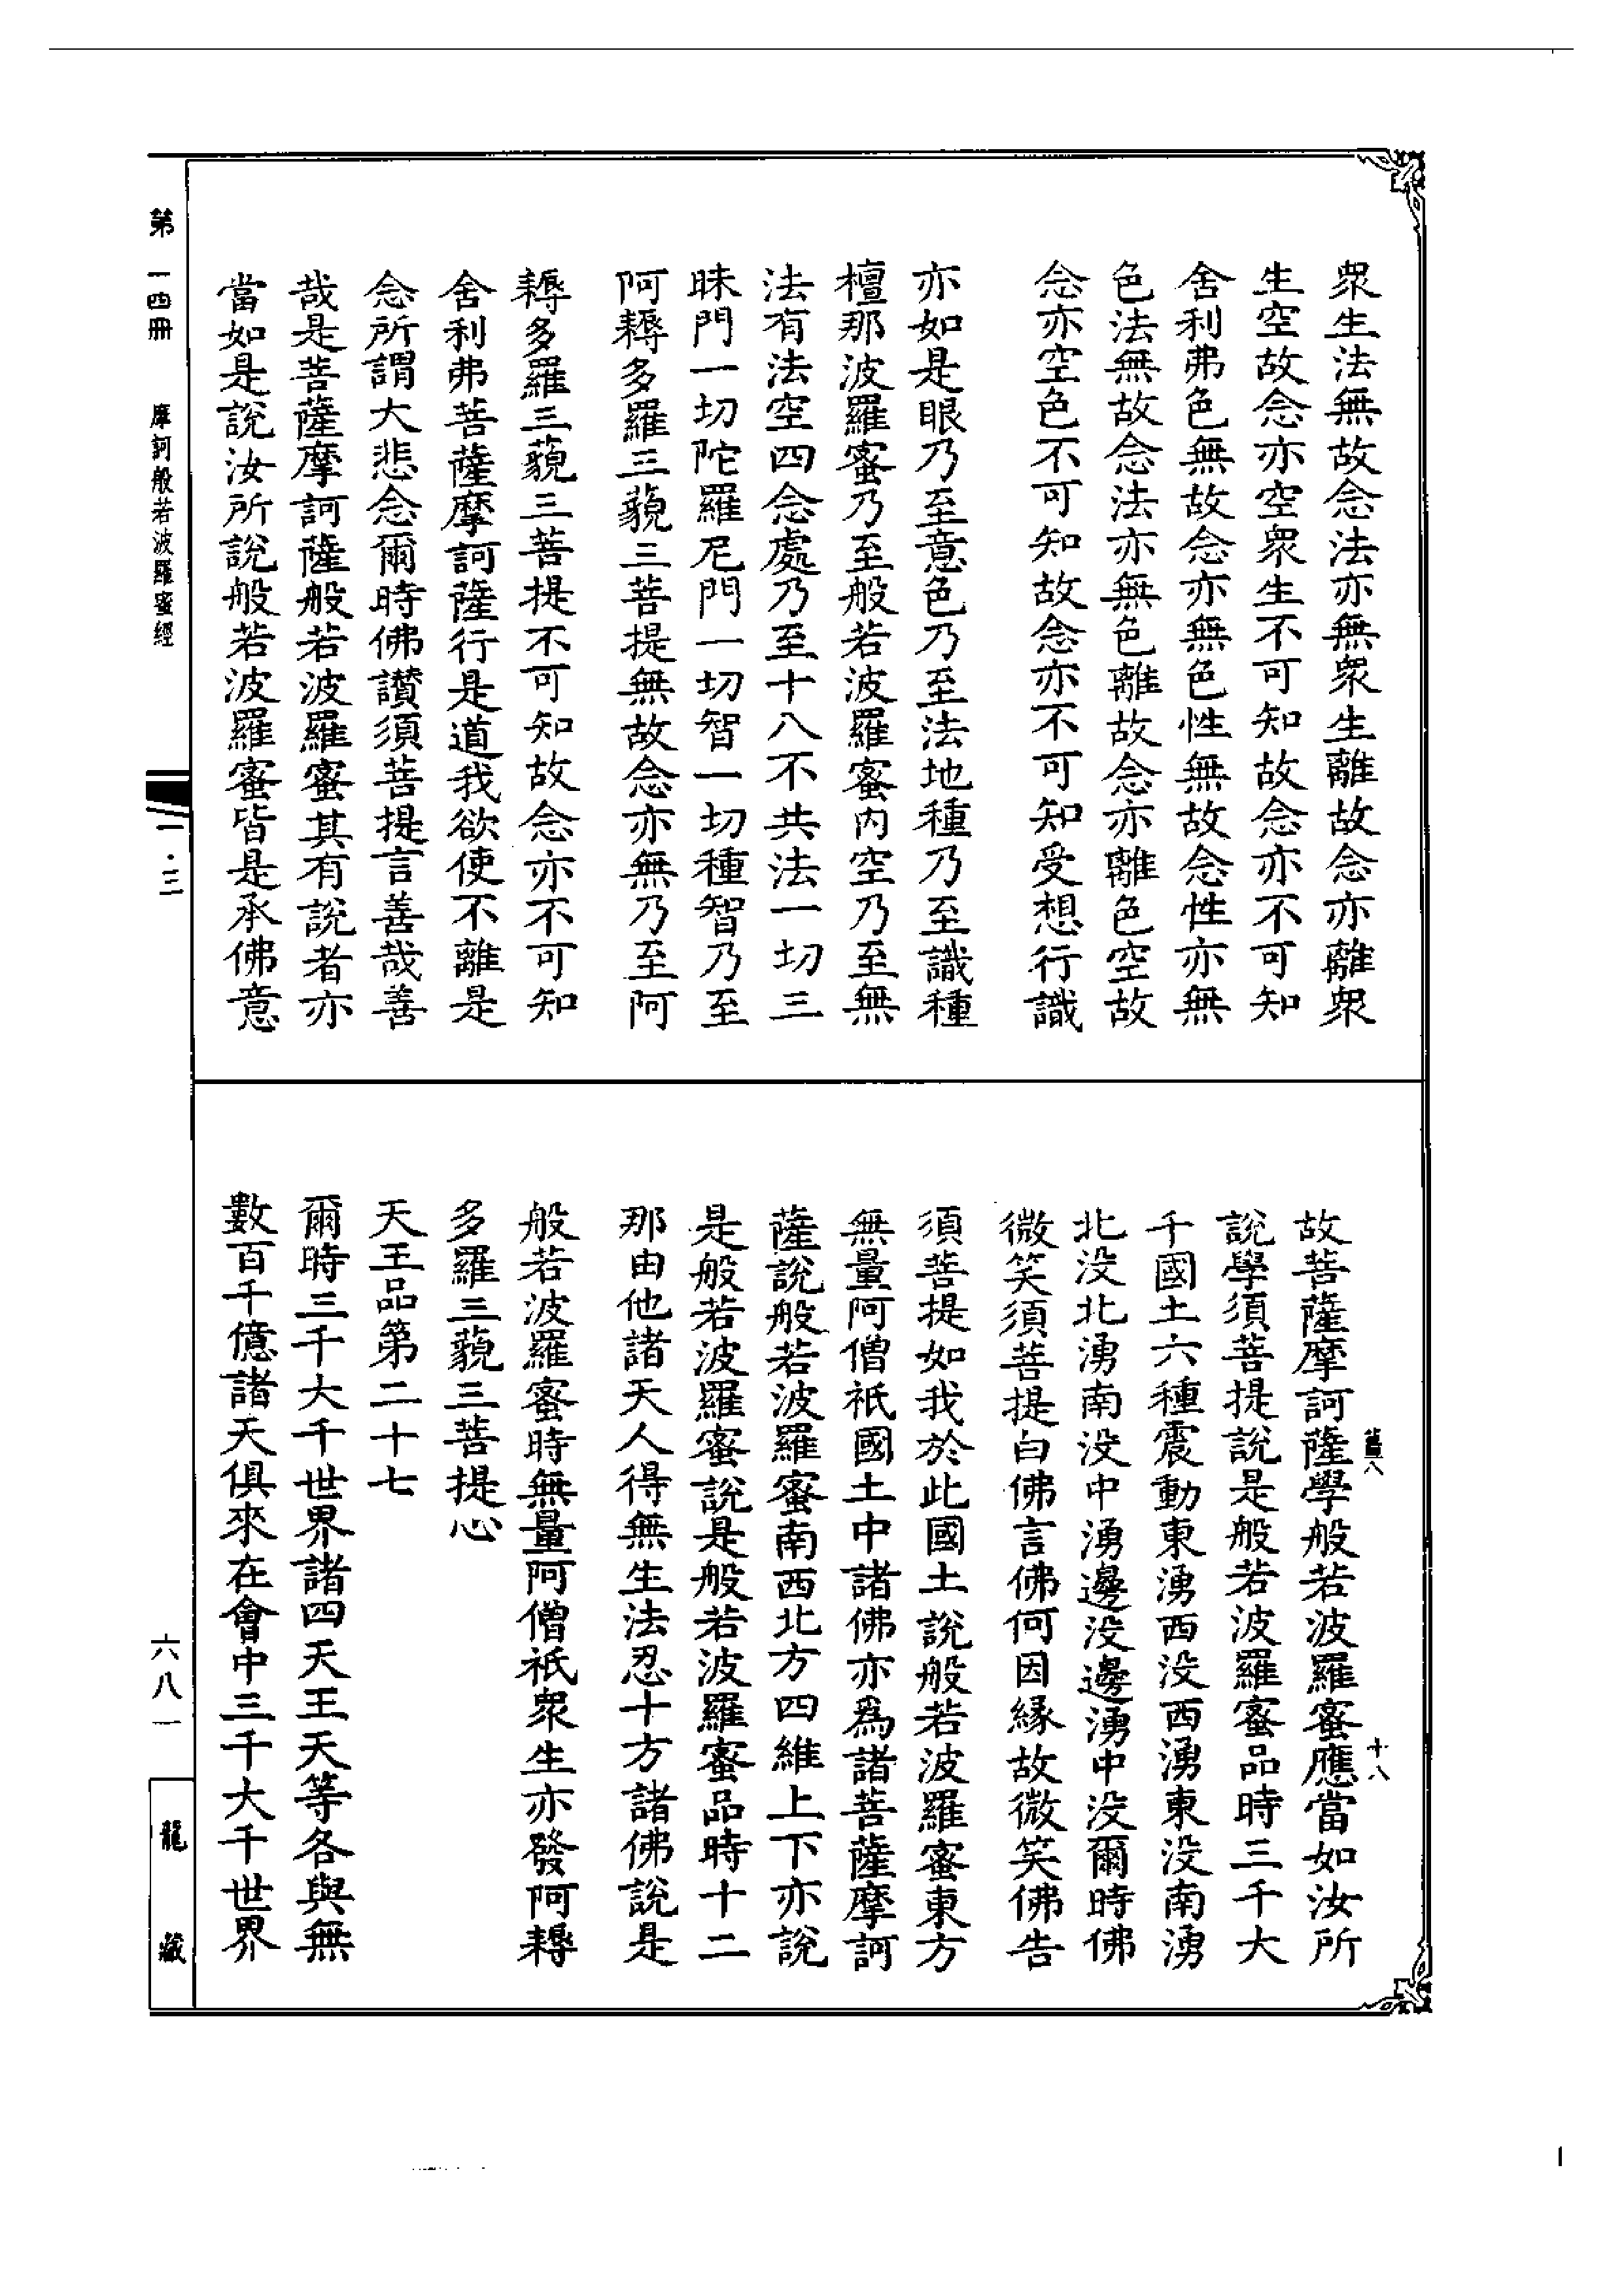 衆生法無故念法亦無衆生離故念亦離衆
生空故念亦空衆生不可知故念亦不可知
舍利弗色無故念亦無色性無故念性亦無
色法無故念法亦無色離故念亦離色空故
念亦空色不可知故念亦不可知受想行識
亦如是眼乃至意色乃至法地種乃至識種
檀那波羅蜜乃至般若波羅蜜内空乃至無
法有法空四念處乃至十八不共法一切三
昧門一切陀羅尼門一切智一切種智乃至
阿耨多羅三藐三菩提無故念亦無乃至阿
耨多羅三藐三菩提不可知故念亦不可知
舍利弗菩薩摩訶薩行是道我欲使不離是
念所謂大悲念爾時佛讃須菩提言善哉善
哉是菩薩摩訶薩般若波羅蜜其有説者亦
當如是説汝所説般若波羅蜜皆是承佛意
故菩薩摩訶薩學般若波羅蜜應當如汝所
説學須菩提説是般若波羅蜜品時三千大
千國土六種震動東湧西没西湧東没南湧
北没北湧南没中湧邊没邊湧中没爾時佛
微笑須菩提白佛言佛何因緣故微笑佛告
須菩提如我於此國土説般若波羅蜜東方
無量阿僧祇國土中諸佛亦爲諸菩薩摩訶
薩説般若波羅蜜南西北方四維上下亦説
是般若波羅蜜説是般若波羅蜜品時十二
那由他諸天人得無生法忍十方諸佛説是
般若波羅蜜時無量阿僧祇衆生亦發阿耨
多羅三藐三菩提心
天王品第二十七
爾時三千大千世界諸四天王天等各與無
數百千億諸天俱來在會中三千大千世界
十八
第一四冊 摩訶般若波羅蜜經
一·三
六八一
龍藏